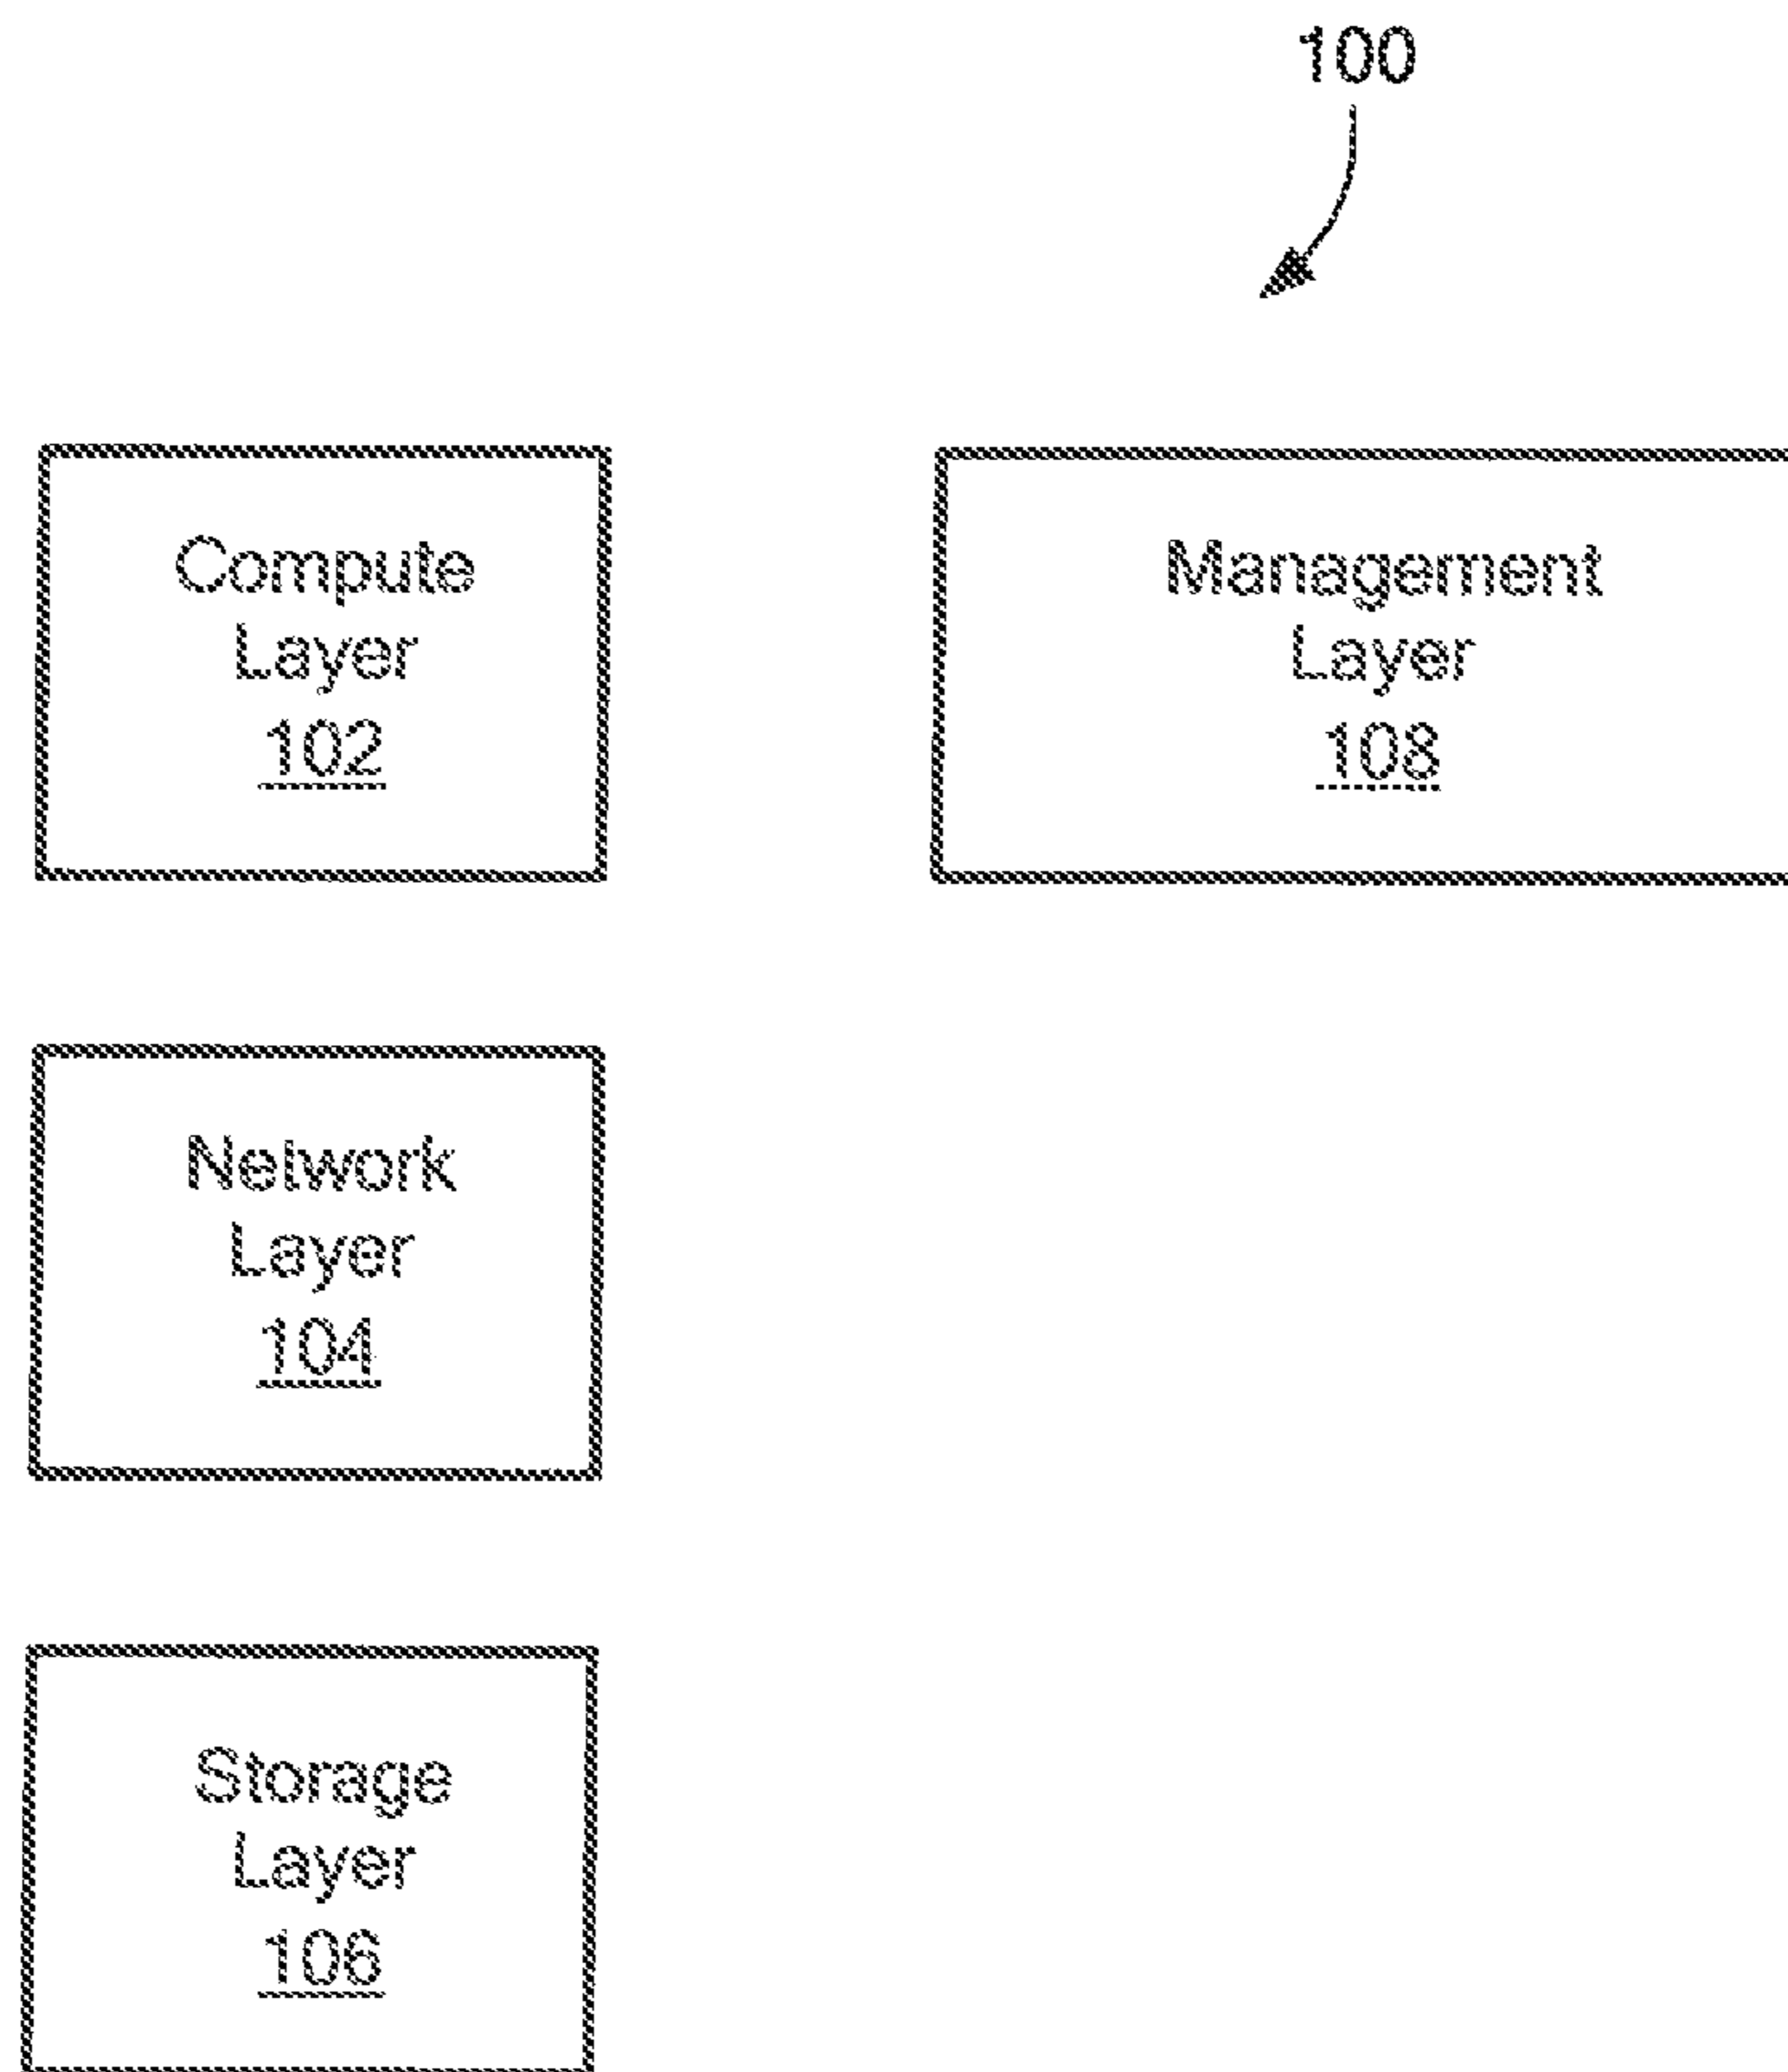 100
Compute
Layer
102
Management
Layer
108
Network
Layer
104
Storage
Layer
106